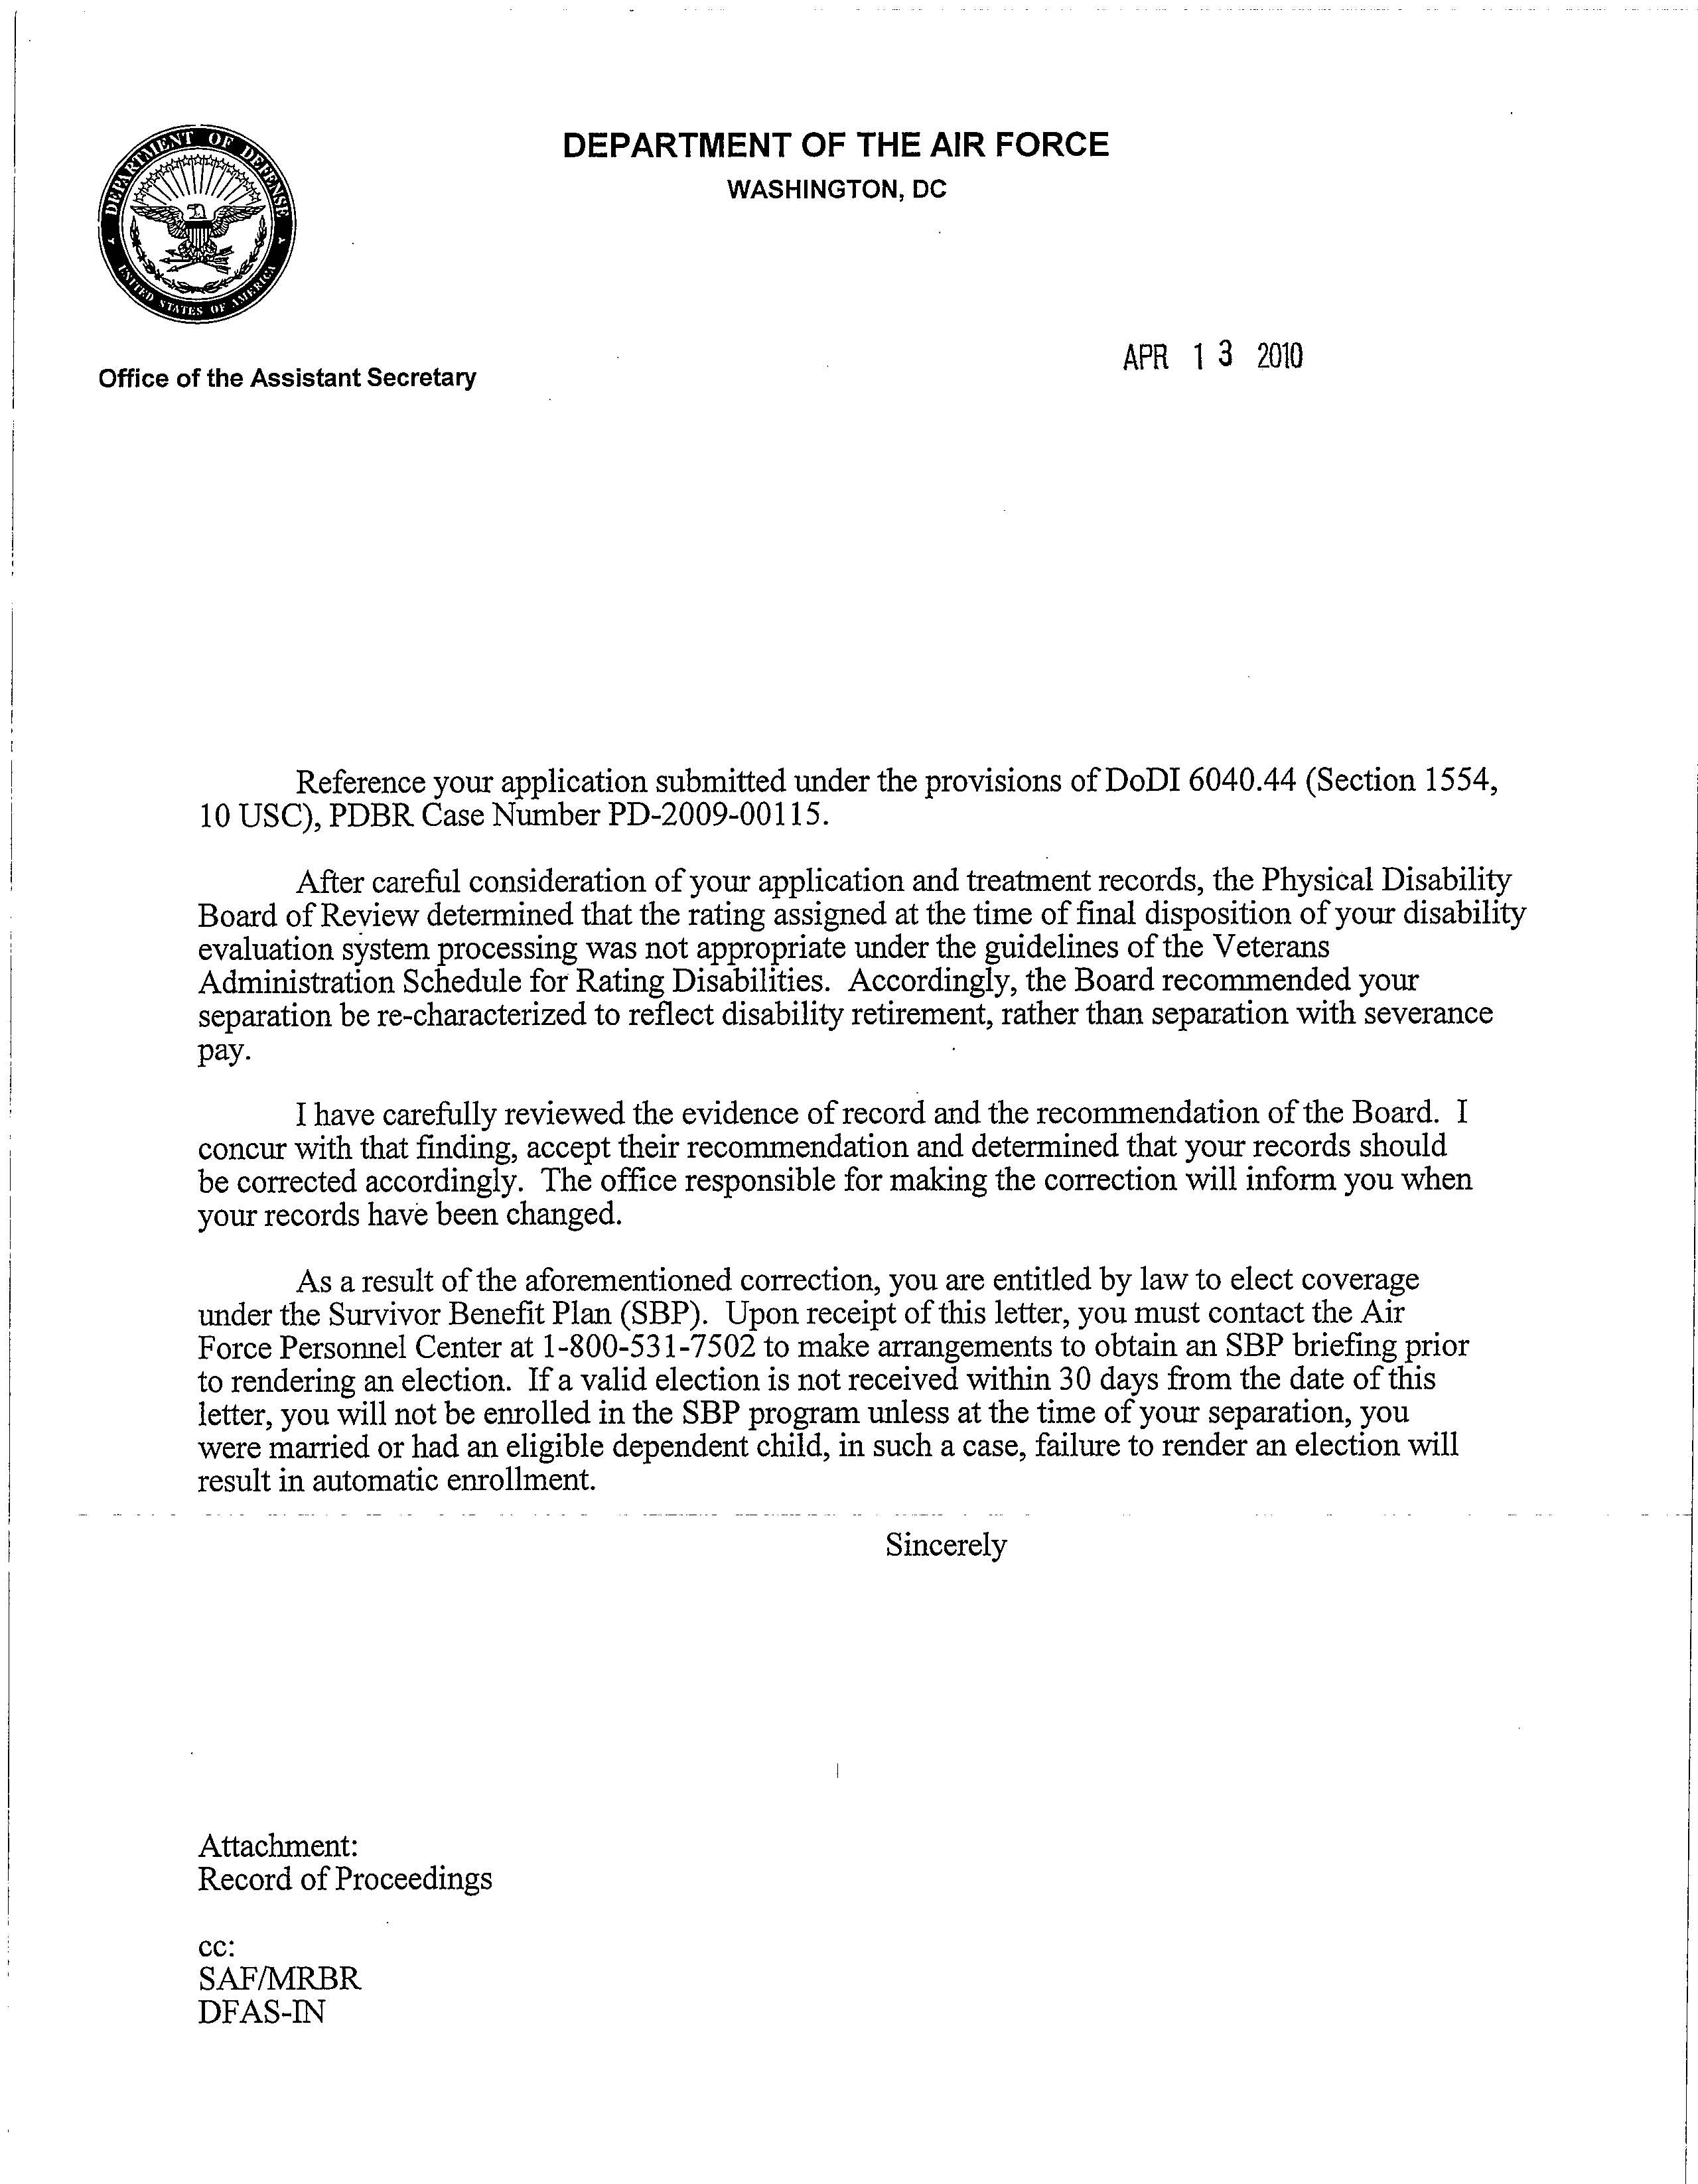 DEPARTMENT OF THE AIR FORCE
WASHINGTON, DC
DEPARTMENT OF DEFENSE
UNITED STATES OF AMERICA
Office of the Assistant Secretary
APR 13 2010
Reference your application submitted under the provisions of DoDI 6040.44 (Section 1554,
10 USC), PDBR Case Number PD-2009-00115.
After careful consideration of your application and treatment records, the Physical Disability
Board of Review determined that the rating assigned at the time of final disposition of your disability
evaluation system processing was not appropriate under the guidelines of the Veterans
Administration Schedule for Rating Disabilities. Accordingly, the Board recommended your
separation be re-characterized to reflect disability retirement, rather than separation with severance
pay.
I have carefully reviewed the evidence of record and the recommendation of the Board. I
concur with that finding, accept their recommendation and determined that your records should
be corrected accordingly. The office responsible for making the correction will inform you when
your records have been changed.
As a result of the aforementioned correction, you are entitled by law to elect coverage
under the Survivor Benefit Plan (SBP). Upon receipt of this letter, you must contact the Air
Force Personnel Center at 1-800-531-7502 to make arrangements to obtain an SBP briefing prior
to rendering an election. If a valid election is not received within 30 days from the date of this
letter, you will not be enrolled in the SBP program unless at the time of your separation, you
were married or had an eligible dependent child, in such a case, failure to render an election will
result in automatic enrollment.
Sincerely
Attachment:
Record of Proceedings
cc:
SAF/MRBR
DFAS-IN